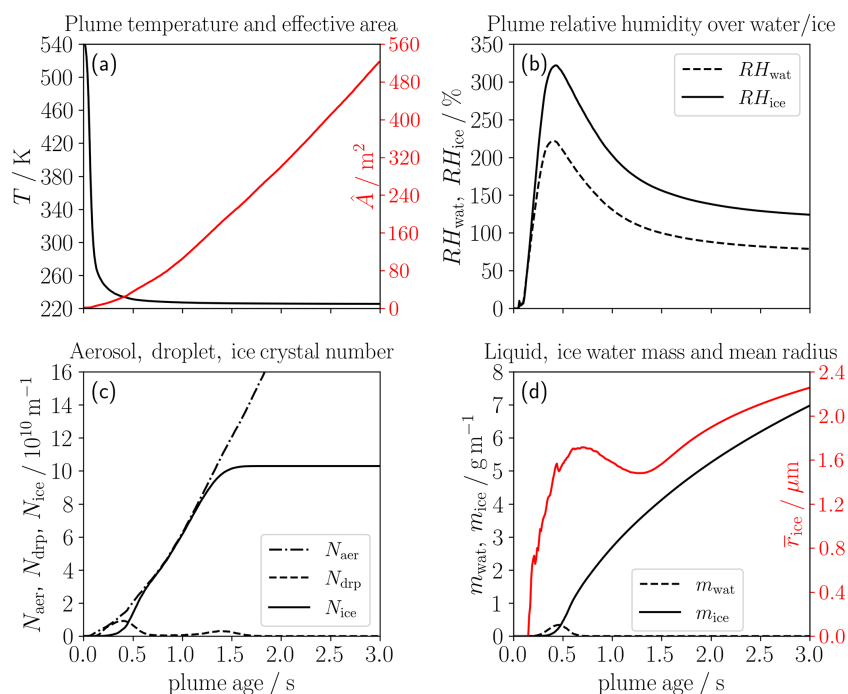 Plume temperature and effective area
(a)
T / K
540
500
460
420
380
340
300
260
220
560
480
400
320
240
160
80
0
Â / m²
Plume relative humidity over water/ice
(b)
RH_wat, RH_ice / %
350
300
250
200
150
100
50
0
RH_wat
RH_ice
Aerosol, droplet, ice crystal number
(c)
N_aer, N_drp, N_ice / 10¹⁰ m⁻¹
16
14
12
10
8
6
4
2
0
N_aer
N_drp
N_ice
0.0 0.5 1.0 1.5 2.0 2.5 3.0
plume age / s
Liquid, ice water mass and mean radius
(d)
m_wat, m_ice / g m⁻¹
8
7
6
5
4
3
2
1
0
m_wat
m_ice
2.4
2.0
1.6
1.2
0.8
0.4
0.0
r̅_ice / μm
0.0 0.5 1.0 1.5 2.0 2.5 3.0
plume age / s